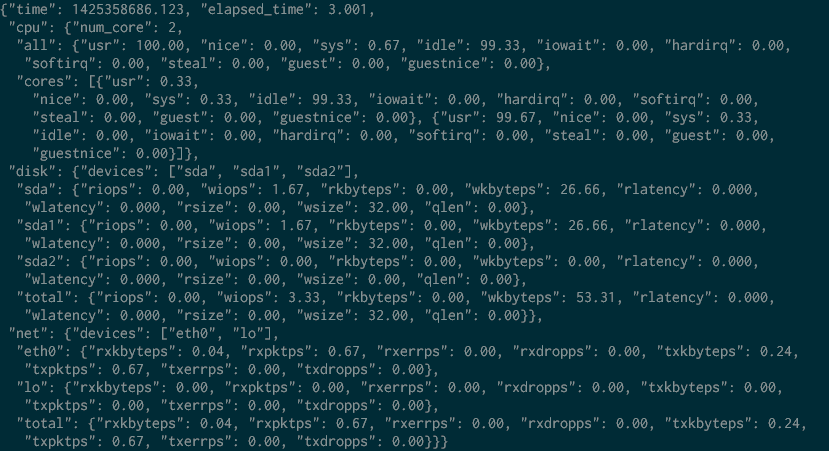 {"time": 1425358686.123, "elapsed_time": 3.001,
"cpu": {"num_core": 2,
"all": {"usr": 100.00, "nice": 0.00, "sys": 0.67, "idle": 99.33, "iowait": 0.00, "hardirq": 0.00,
"softirq": 0.00, "steal": 0.00, "guest": 0.00, "guestnice": 0.00},
"cores": [{"usr": 0.33,
"nice": 0.00, "sys": 0.33, "idle": 99.33, "iowait": 0.00, "hardirq": 0.00, "softirq": 0.00,
"steal": 0.00, "guest": 0.00, "guestnice": 0.00}, {"usr": 99.67, "nice": 0.00, "sys": 0.33,
"idle": 0.00, "iowait": 0.00, "hardirq": 0.00, "softirq": 0.00, "steal": 0.00, "guest": 0.00,
"guestnice": 0.00}]},
"disk": {"devices": ["sda", "sda1", "sda2"],
"sda": {"riops": 0.00, "wiops": 1.67, "rkbyteps": 0.00, "wkbyteps": 26.66, "rlatency": 0.000,
"wlatency": 0.000, "rsize": 0.00, "wsize": 32.00, "qlen": 0.00},
"sda1": {"riops": 0.00, "wiops": 1.67, "rkbyteps": 0.00, "wkbyteps": 26.66, "rlatency": 0.000,
"wlatency": 0.000, "rsize": 0.00, "wsize": 32.00, "qlen": 0.00},
"sda2": {"riops": 0.00, "wiops": 0.00, "rkbyteps": 0.00, "wkbyteps": 0.00, "rlatency": 0.000,
"wlatency": 0.000, "rsize": 0.00, "wsize": 0.00, "qlen": 0.00},
"total": {"riops": 0.00, "wiops": 3.33, "rkbyteps": 0.00, "wkbyteps": 53.31, "rlatency": 0.000,
"wlatency": 0.000, "rsize": 0.00, "wsize": 32.00, "qlen": 0.00}},
"net": {"devices": ["eth0", "lo"],
"eth0": {"rxkbyteps": 0.04, "rxpktps": 0.67, "rxerrps": 0.00, "rxdropps": 0.00, "txkbyteps": 0.24,
"txpktps": 0.67, "txerrps": 0.00, "txdropps": 0.00},
"lo": {"rxkbyteps": 0.00, "rxpktps": 0.00, "rxerrps": 0.00, "rxdropps": 0.00, "txkbyteps": 0.00,
"txpktps": 0.00, "txerrps": 0.00, "txdropps": 0.00},
"total": {"rxkbyteps": 0.04, "rxpktps": 0.67, "rxerrps": 0.00, "rxdropps": 0.00, "txkbyteps": 0.24,
"txpktps": 0.67, "txerrps": 0.00, "txdropps": 0.00}}}